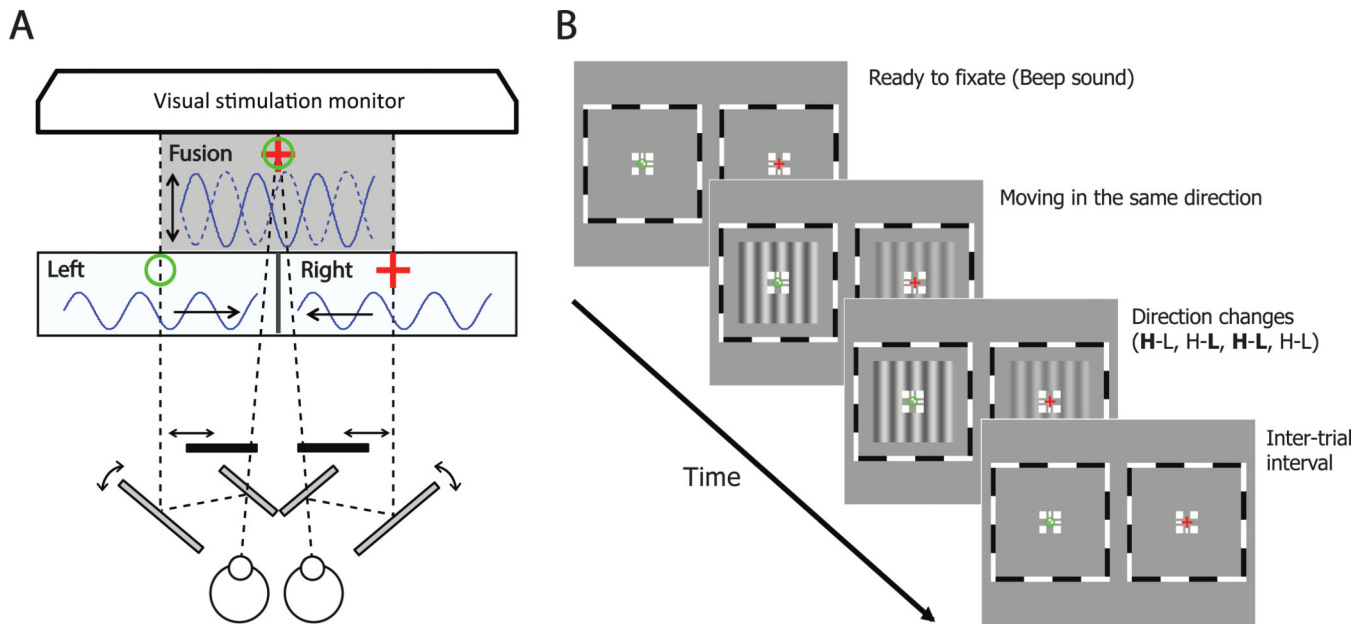 A
Visual stimulation monitor
Fusion
Left
Right
B
Ready to fixate (Beep sound)
Moving in the same direction
Direction changes
(H-L, H-L, H-L, H-L)
Inter-trial
interval
Time